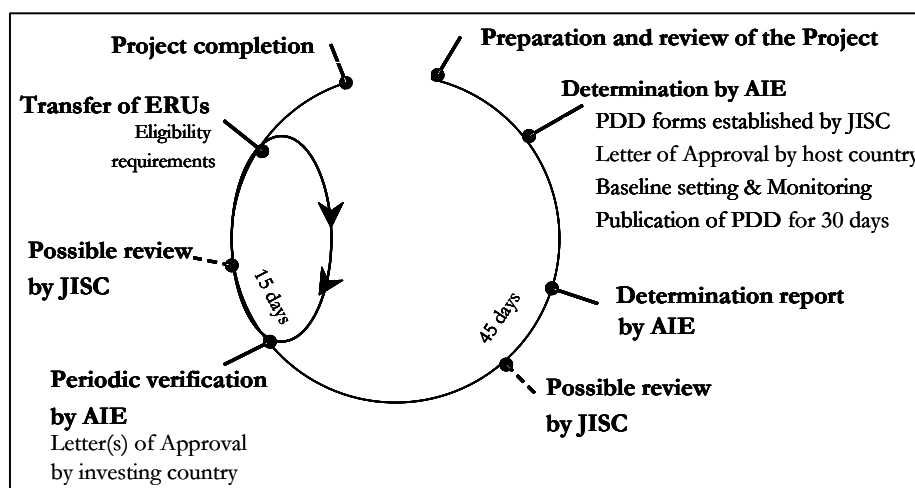 Project completion
Preparation and review of the Project
Transfer of ERUs
Eligibility
requirements
Determination by AIE
PDD forms established by JISC
Letter of Approval by host country
Baseline setting & Monitoring
Publication of PDD for 30 days
Possible review
by JISC
15 days
45 days
Determination report
by AIE
Periodic verification
by AIE
Letter(s) of Approval
by investing country
Possible review
by JISC